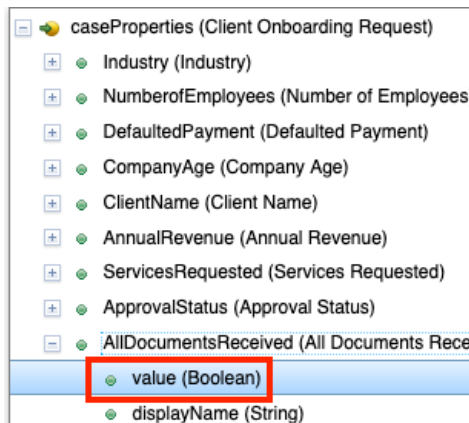 caseProperties (Client Onboarding Request)
Industry (Industry)
NumberofEmployees (Number of Employees
DefaultedPayment (Defaulted Payment)
CompanyAge (Company Age)
ClientName (Client Name)
AnnualRevenue (Annual Revenue)
ServicesRequested (Services Requested)
ApprovalStatus (Approval Status)
AllDocumentsReceived (All Documents Rece
value (Boolean)
displayName (String)